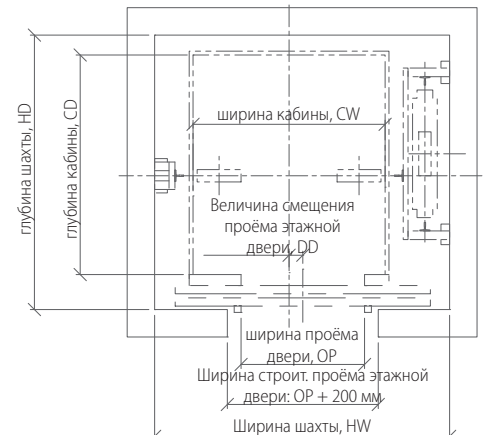 глубина шахты, HD
глубина кабины, CD
ширина кабины, CW
Величина смещения
проёма этажной
двери, DD
ширина проёма
двери, OP
Ширина строит. проёма этажной
двери: OP + 200 мм
Ширина шахты, HW